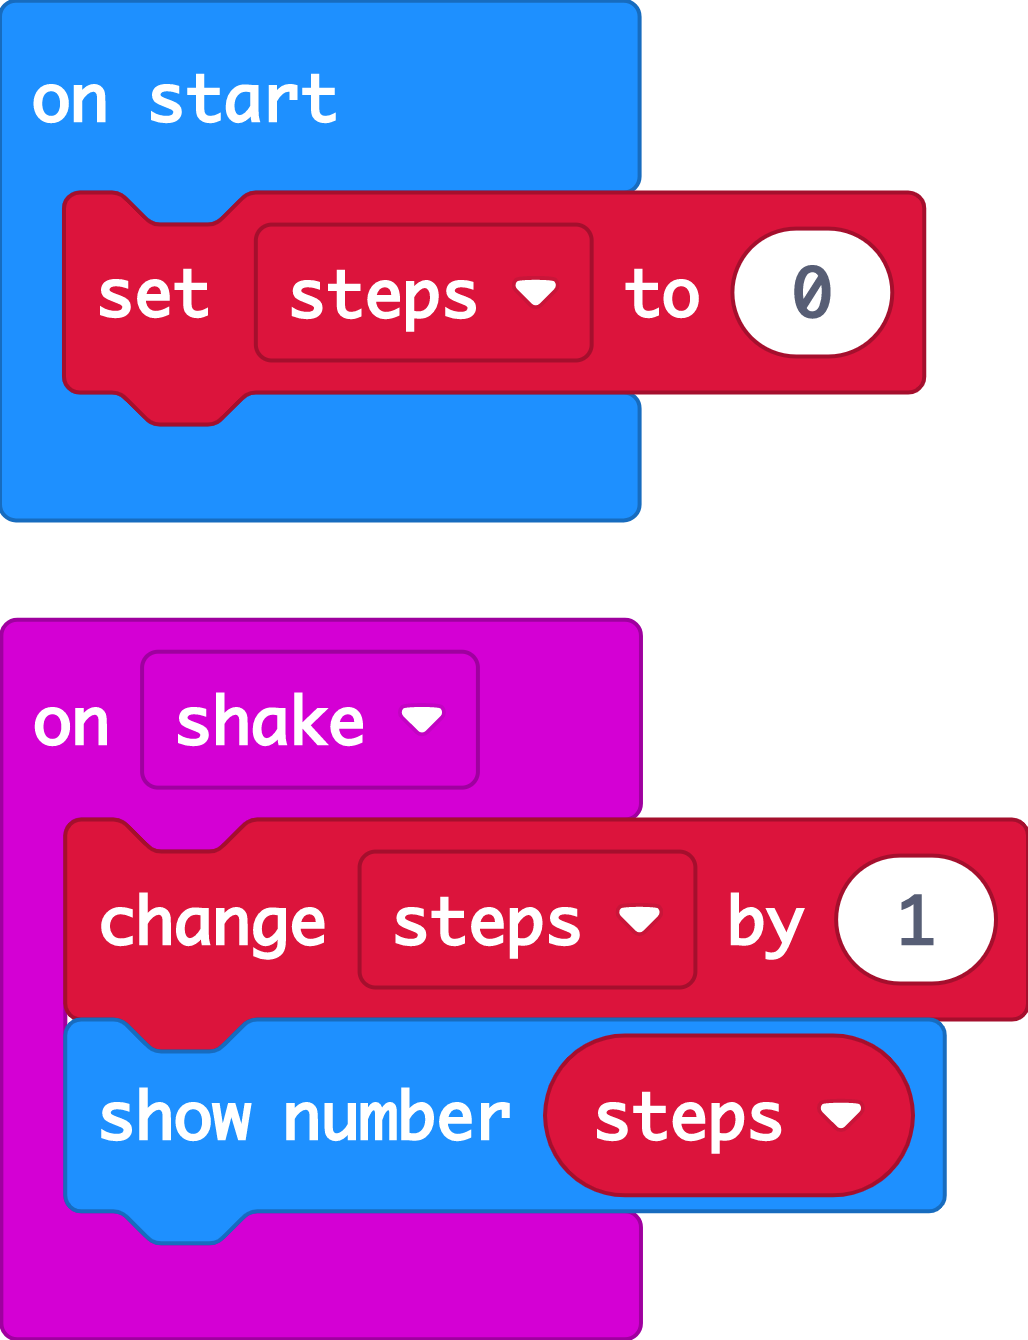 on start
set steps to 0
on shake
change steps by 1
show number steps